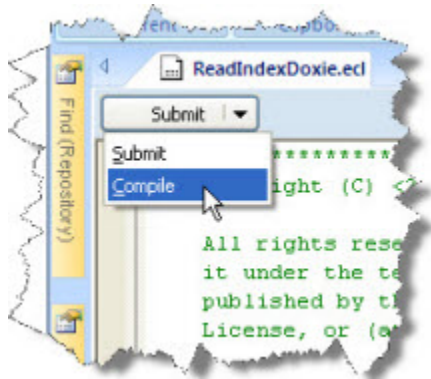 ReadIndexDoxie.ecl
Find (Repository)
Submit
Submit
Compile
right (C) <?
All rights rese
it under the te
published by t
License, or (a